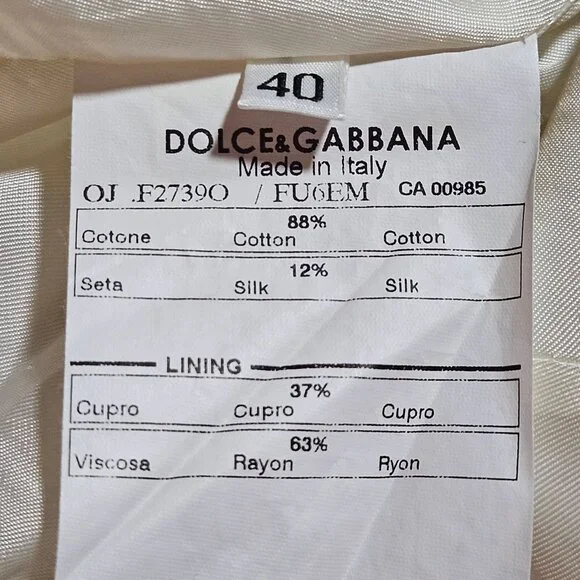 40
DOLCE&GABBANA
Made in Italy
OJ .F2739O / FU6EM CA 00985
88%
Cotone Cotton Cotton
12%
Seta Silk Silk
LINING
37%
Cupro Cupro Cupro
63%
Viscosa Rayon Ryon